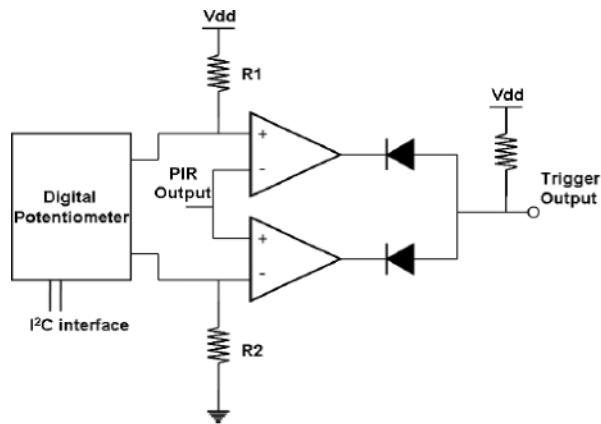 Vdd
R1
Vdd
+
-
PIR
Output
Digital
Potentiometer
Trigger
Output
+
-
I²C interface
R2